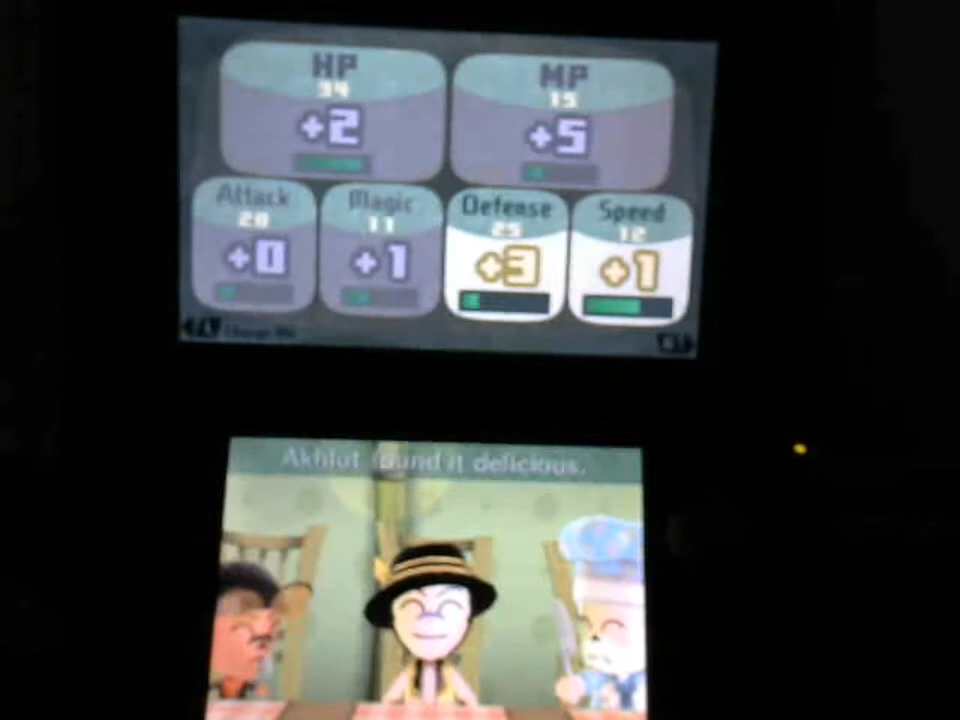 HP
MP
34
15
+2
+5
Attack
Magic
Defense
Speed
20
11
25
12
+0
+1
+3
+1
Akhlut found it delicious.